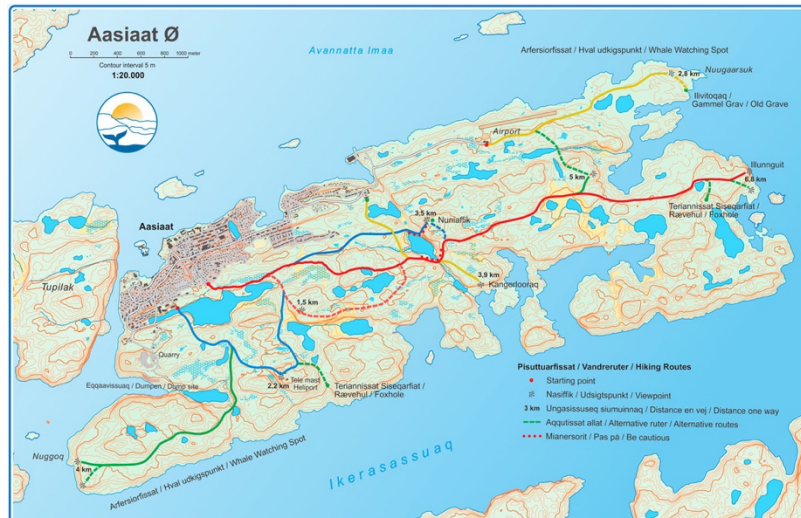 Aasiaat Ø
0 200 400 600 800 1000 meter
Contour interval 5 m
1:20.000
Avannatta Imaa
Arfersiorfissat / Hval udkigspunkt / Whale Watching Spot
Nuugaarsuk
2,8 km
Ilivitoqaq /
Gammel Grav / Old Grave
Airport
Illunnguit
6,8 km
5 km
Teriannissat Siseqarfiat /
Rævehul / Foxhole
3,5 km
Nuniaffik
Aasiaat
Tupilak
3,9 km
Kangerlooraq
1,5 km
Quarry
Eqqaavissuaq / Dumpen / Dump site
Tele mast
Heliport
2,2 km
Teriannissat Siseqarfiat /
Rævehul / Foxhole
Nuggoq
4 km
Arfersiorfissat / Hval udkigspunkt / Whale Watching Spot
Ikerasassuaq
Pisuttuarfissat / Vandreruter / Hiking Routes
Starting point
Nasiffik / Udsigtspunkt / Viewpoint
3 km Ungasissuseq siumuinnaq / Distance en vej / Distance one way
Aqqutissat allat / Alternative ruter / Alternative routes
Mianersorit / Pas på / Be cautious